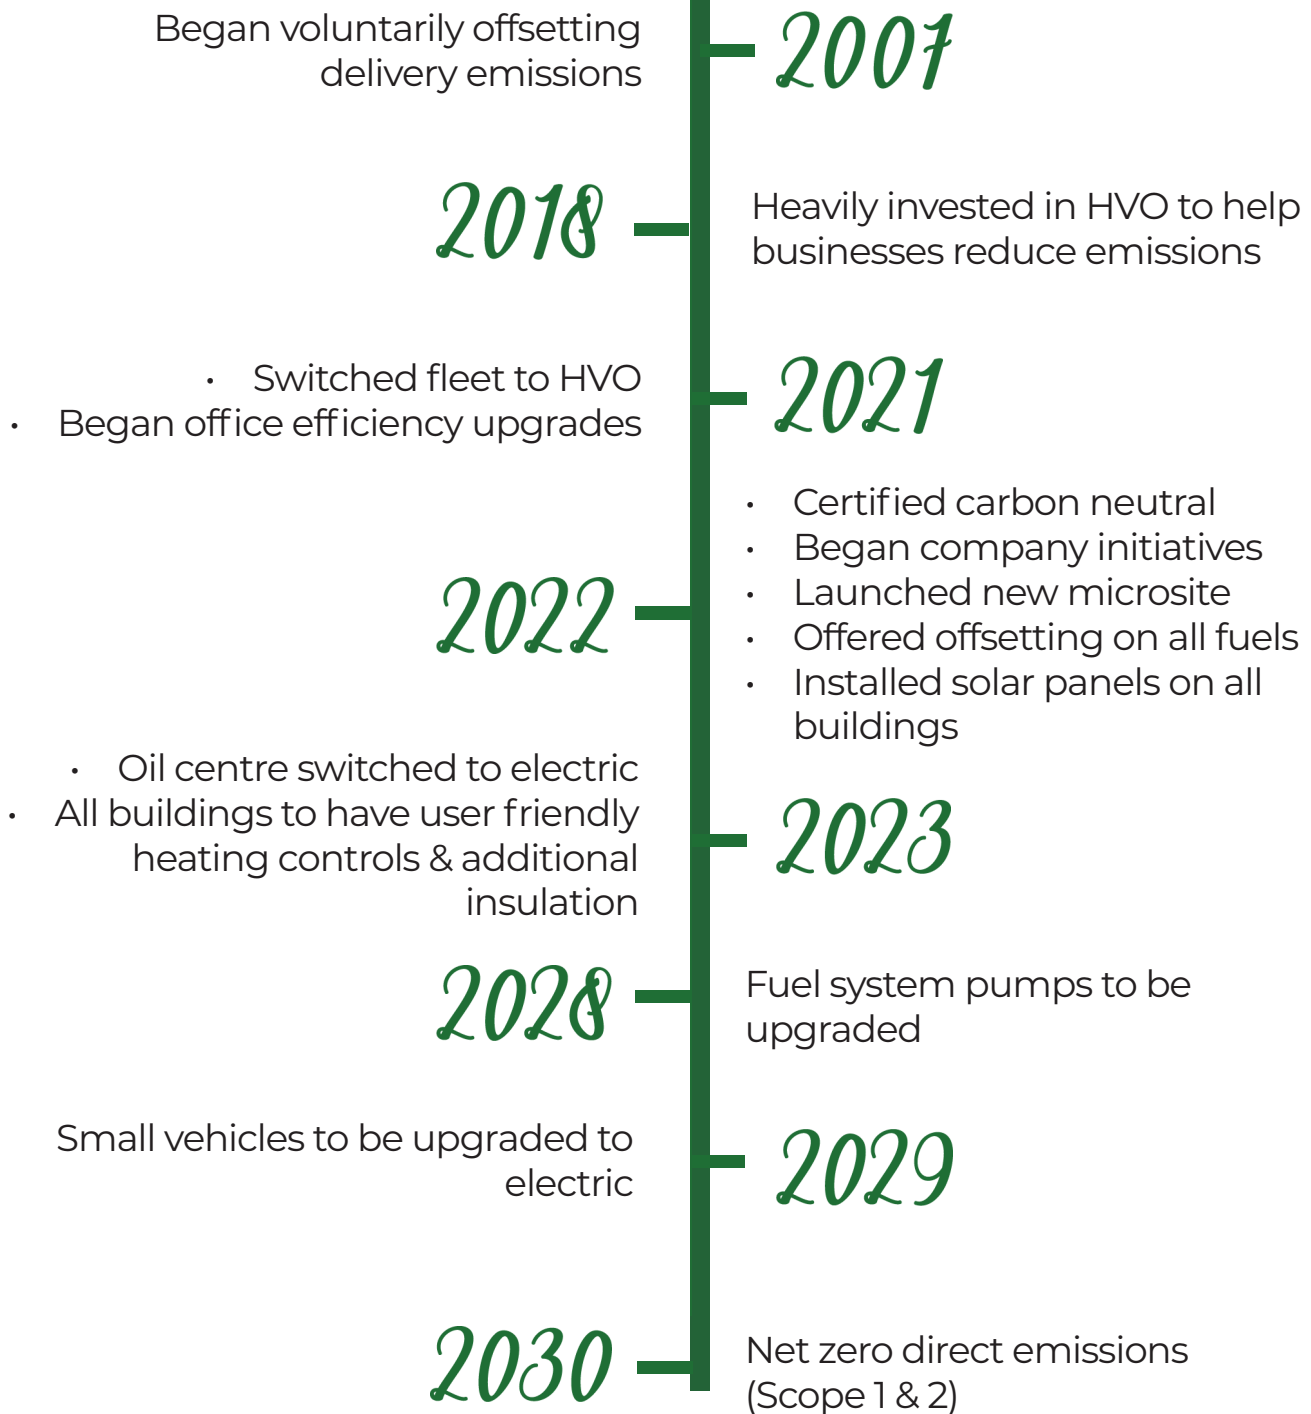 Began voluntarily offsetting
delivery emissions
2007
2018
Heavily invested in HVO to help
businesses reduce emissions
• Switched fleet to HVO
• Began office efficiency upgrades
2021
2022
• Certified carbon neutral
• Began company initiatives
• Launched new microsite
• Offered offsetting on all fuels
• Installed solar panels on all
buildings
• Oil centre switched to electric
• All buildings to have user friendly
heating controls & additional
insulation
2023
2028
Fuel system pumps to be
upgraded
Small vehicles to be upgraded to
electric
2029
2030
Net zero direct emissions
(Scope 1 & 2)